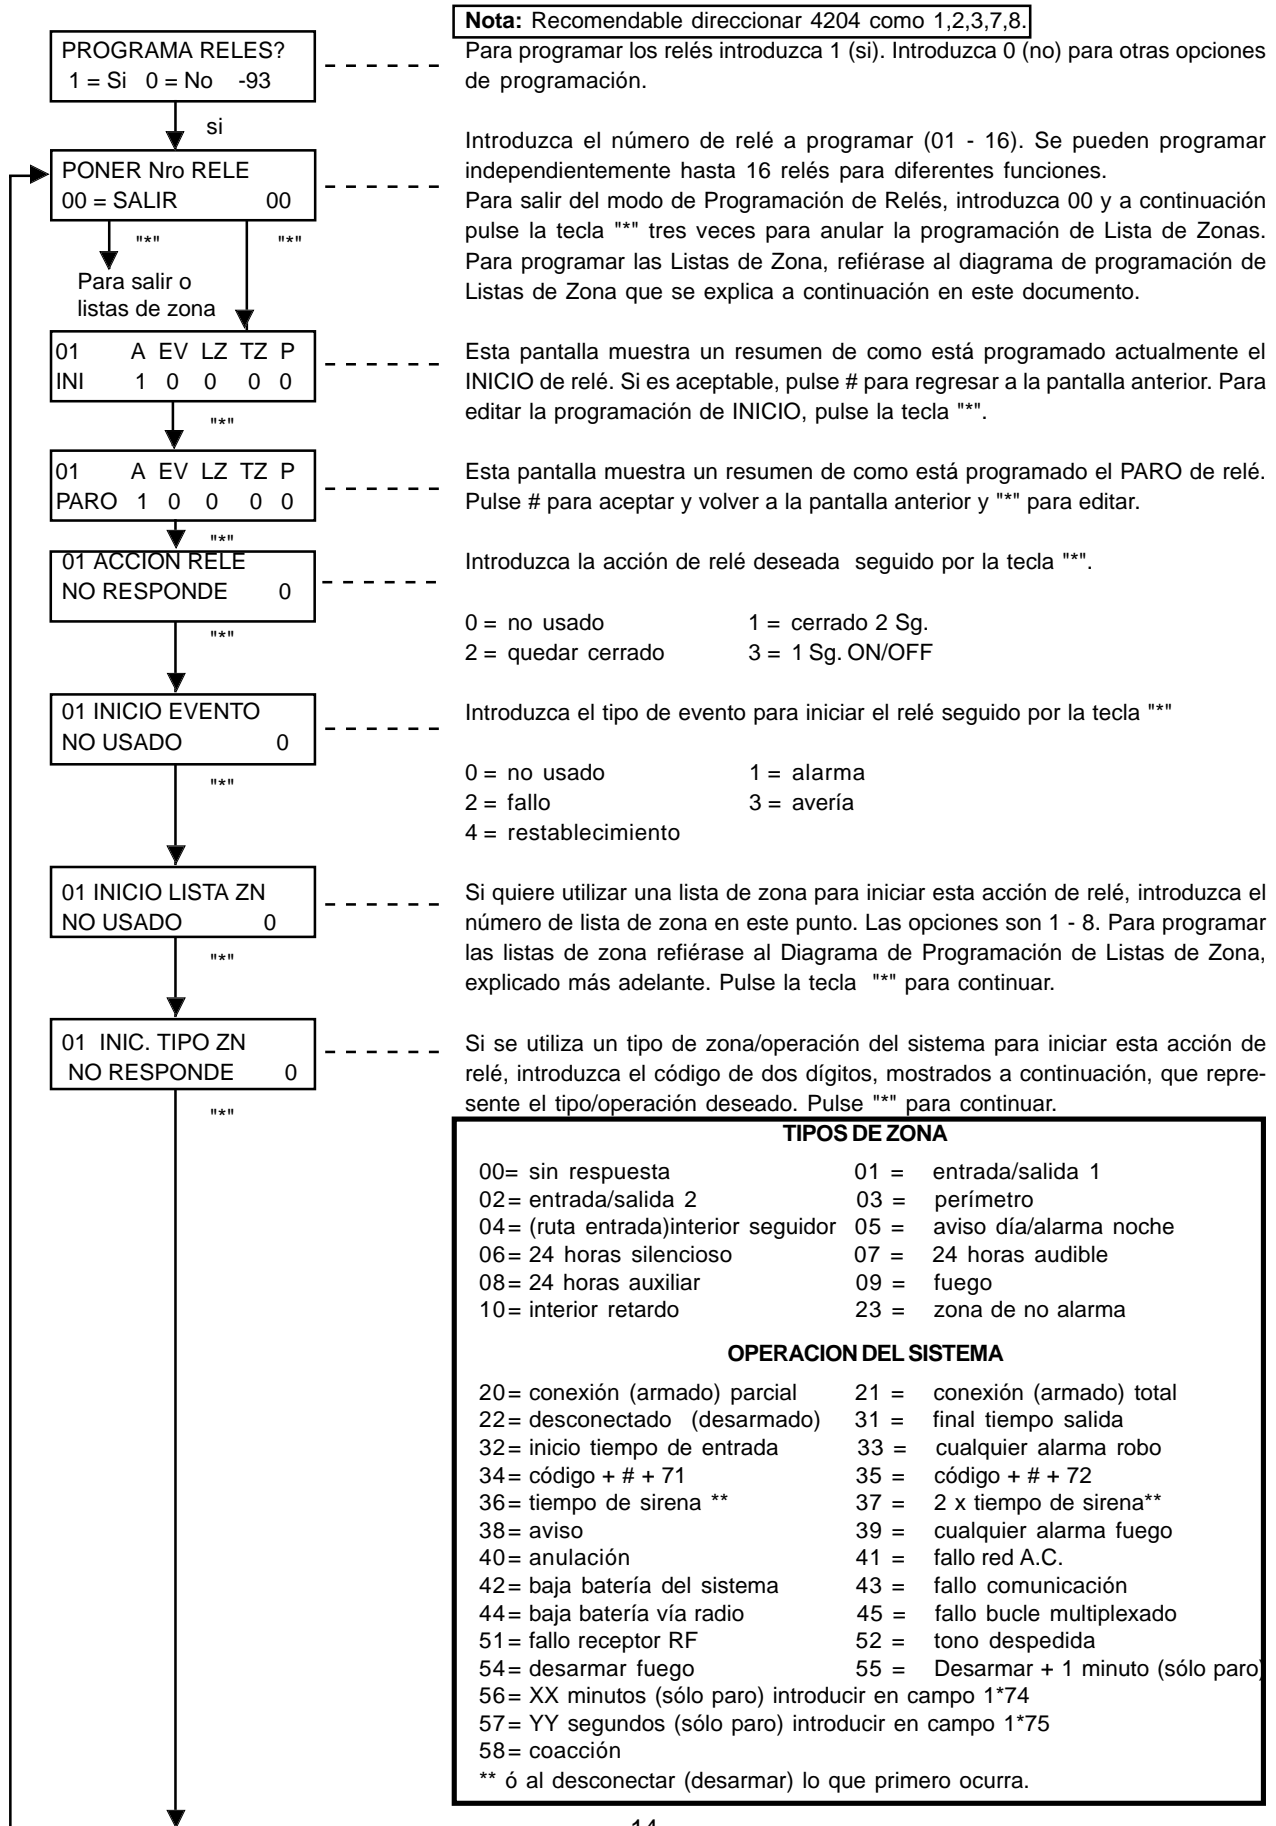 Nota: Recomendable direccionar 4204 como 1,2,3,7,8.
PROGRAMA RELES?
1 = Si 0 = No -93
Para programar los relés introduzca 1 (si). Introduzca 0 (no) para otras opciones
de programación.
si
PONER Nro RELE
00 = SALIR 00
Introduzca el número de relé a programar (01 - 16). Se pueden programar
independientemente hasta 16 relés para diferentes funciones.
Para salir del modo de Programación de Relés, introduzca 00 y a continuación
pulse la tecla "*" tres veces para anular la programación de Lista de Zonas.
Para programar las Listas de Zona, refiérase al diagrama de programación de
Listas de Zona que se explica a continuación en este documento.
"*" "*"
Para salir o
listas de zona
01 A EV LZ TZ P
INI 1 0 0 0 0
Esta pantalla muestra un resumen de como está programado actualmente el
INICIO de relé. Si es aceptable, pulse # para regresar a la pantalla anterior. Para
editar la programación de INICIO, pulse la tecla "*".
"*"
01 A EV LZ TZ P
PARO 1 0 0 0 0
Esta pantalla muestra un resumen de como está programado el PARO de relé.
Pulse # para aceptar y volver a la pantalla anterior y "*" para editar.
"*"
01 ACCION RELE
NO RESPONDE 0
Introduzca la acción de relé deseada seguido por la tecla "*".
0 = no usado 1 = cerrado 2 Sg.
2 = quedar cerrado 3 = 1 Sg. ON/OFF
"*"
01 INICIO EVENTO
NO USADO 0
Introduzca el tipo de evento para iniciar el relé seguido por la tecla "*"
0 = no usado 1 = alarma
2 = fallo 3 = avería
4 = restablecimiento
"*"
01 INICIO LISTA ZN
NO USADO 0
Si quiere utilizar una lista de zona para iniciar esta acción de relé, introduzca el
número de lista de zona en este punto. Las opciones son 1 - 8. Para programar
las listas de zona refiérase al Diagrama de Programación de Listas de Zona,
explicado más adelante. Pulse la tecla "*" para continuar.
"*"
01 INIC. TIPO ZN
NO RESPONDE 0
Si se utiliza un tipo de zona/operación del sistema para iniciar esta acción de
relé, introduzca el código de dos dígitos, mostrados a continuación, que repre-
sente el tipo/operación deseado. Pulse "*" para continuar.
"*"
TIPOS DE ZONA
00= sin respuesta 01 = entrada/salida 1
02= entrada/salida 2 03 = perímetro
04= (ruta entrada)interior seguidor 05 = aviso día/alarma noche
06= 24 horas silencioso 07 = 24 horas audible
08= 24 horas auxiliar 09 = fuego
10= interior retardo 23 = zona de no alarma
OPERACION DEL SISTEMA
20= conexión (armado) parcial 21 = conexión (armado) total
22= desconectado (desarmado) 31 = final tiempo salida
32= inicio tiempo de entrada 33 = cualquier alarma robo
34= código + # + 71 35 = código + # + 72
36= tiempo de sirena ** 37 = 2 x tiempo de sirena**
38= aviso 39 = cualquier alarma fuego
40= anulación 41 = fallo red A.C.
42= baja batería del sistema 43 = fallo comunicación
44= baja batería vía radio 45 = fallo bucle multiplexado
51= fallo receptor RF 52 = tono despedida
54= desarmar fuego 55 = Desarmar + 1 minuto (sólo paro)
56= XX minutos (sólo paro) introducir en campo 1*74
57= YY segundos (sólo paro) introducir en campo 1*75
58= coacción
** ó al desconectar (desarmar) lo que primero ocurra.
14